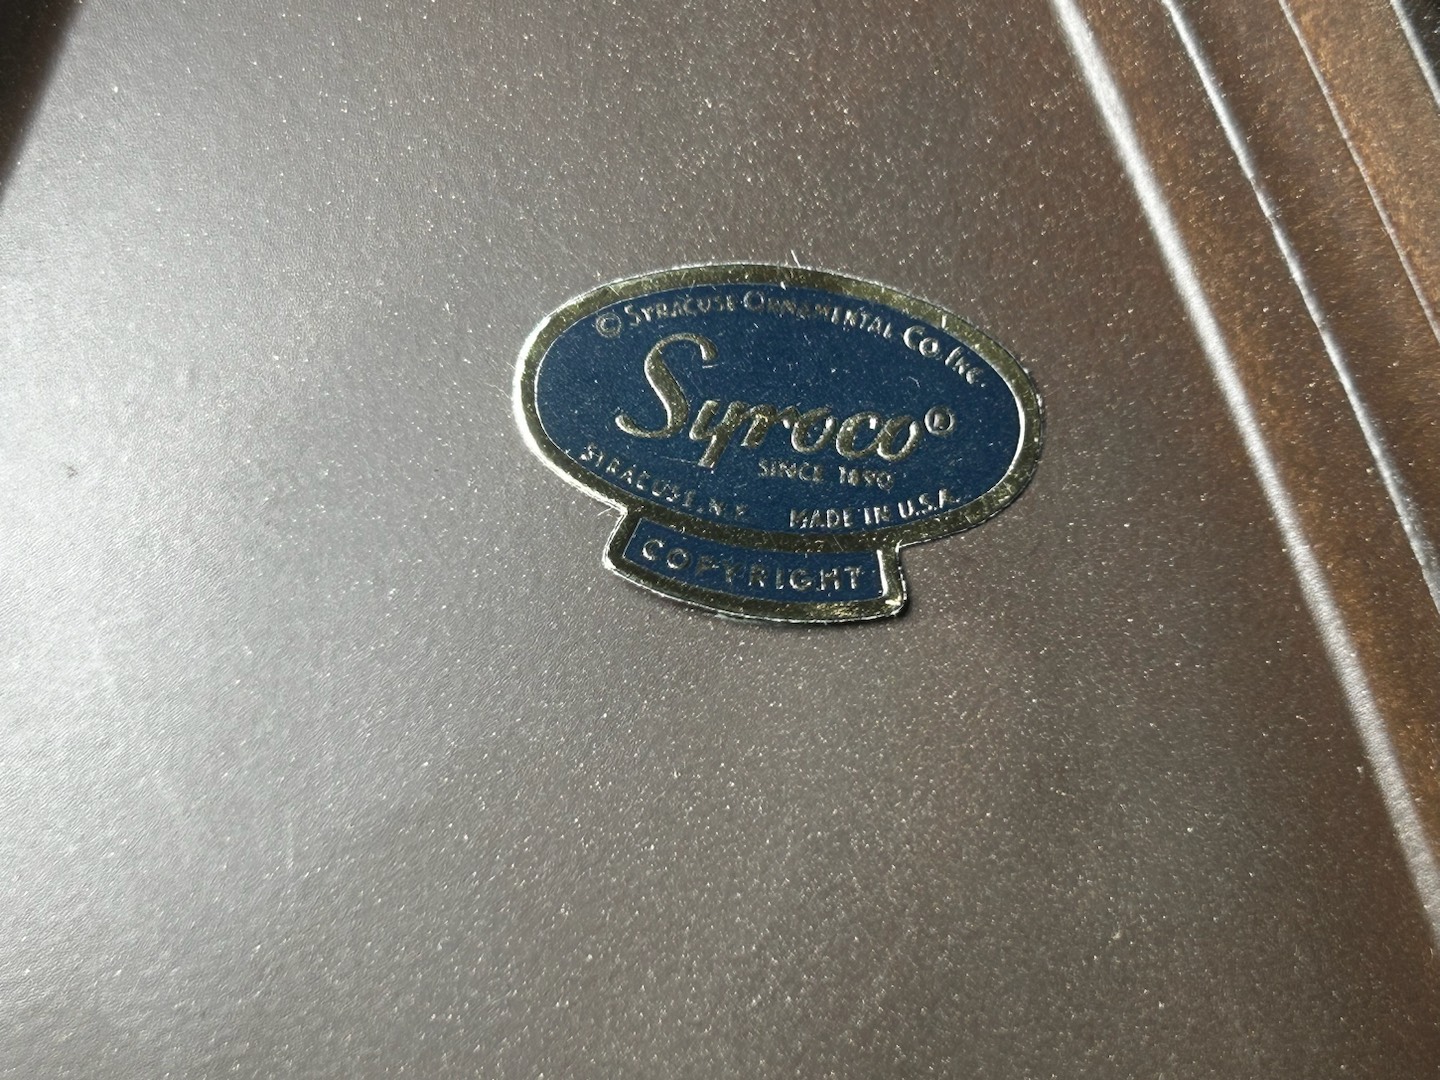 © SYRACUSE ORNAMENTAL Co. Inc.
Syroco®
SINCE 1890
SYRACUSE, N.Y. MADE IN U.S.A.
COPYRIGHT